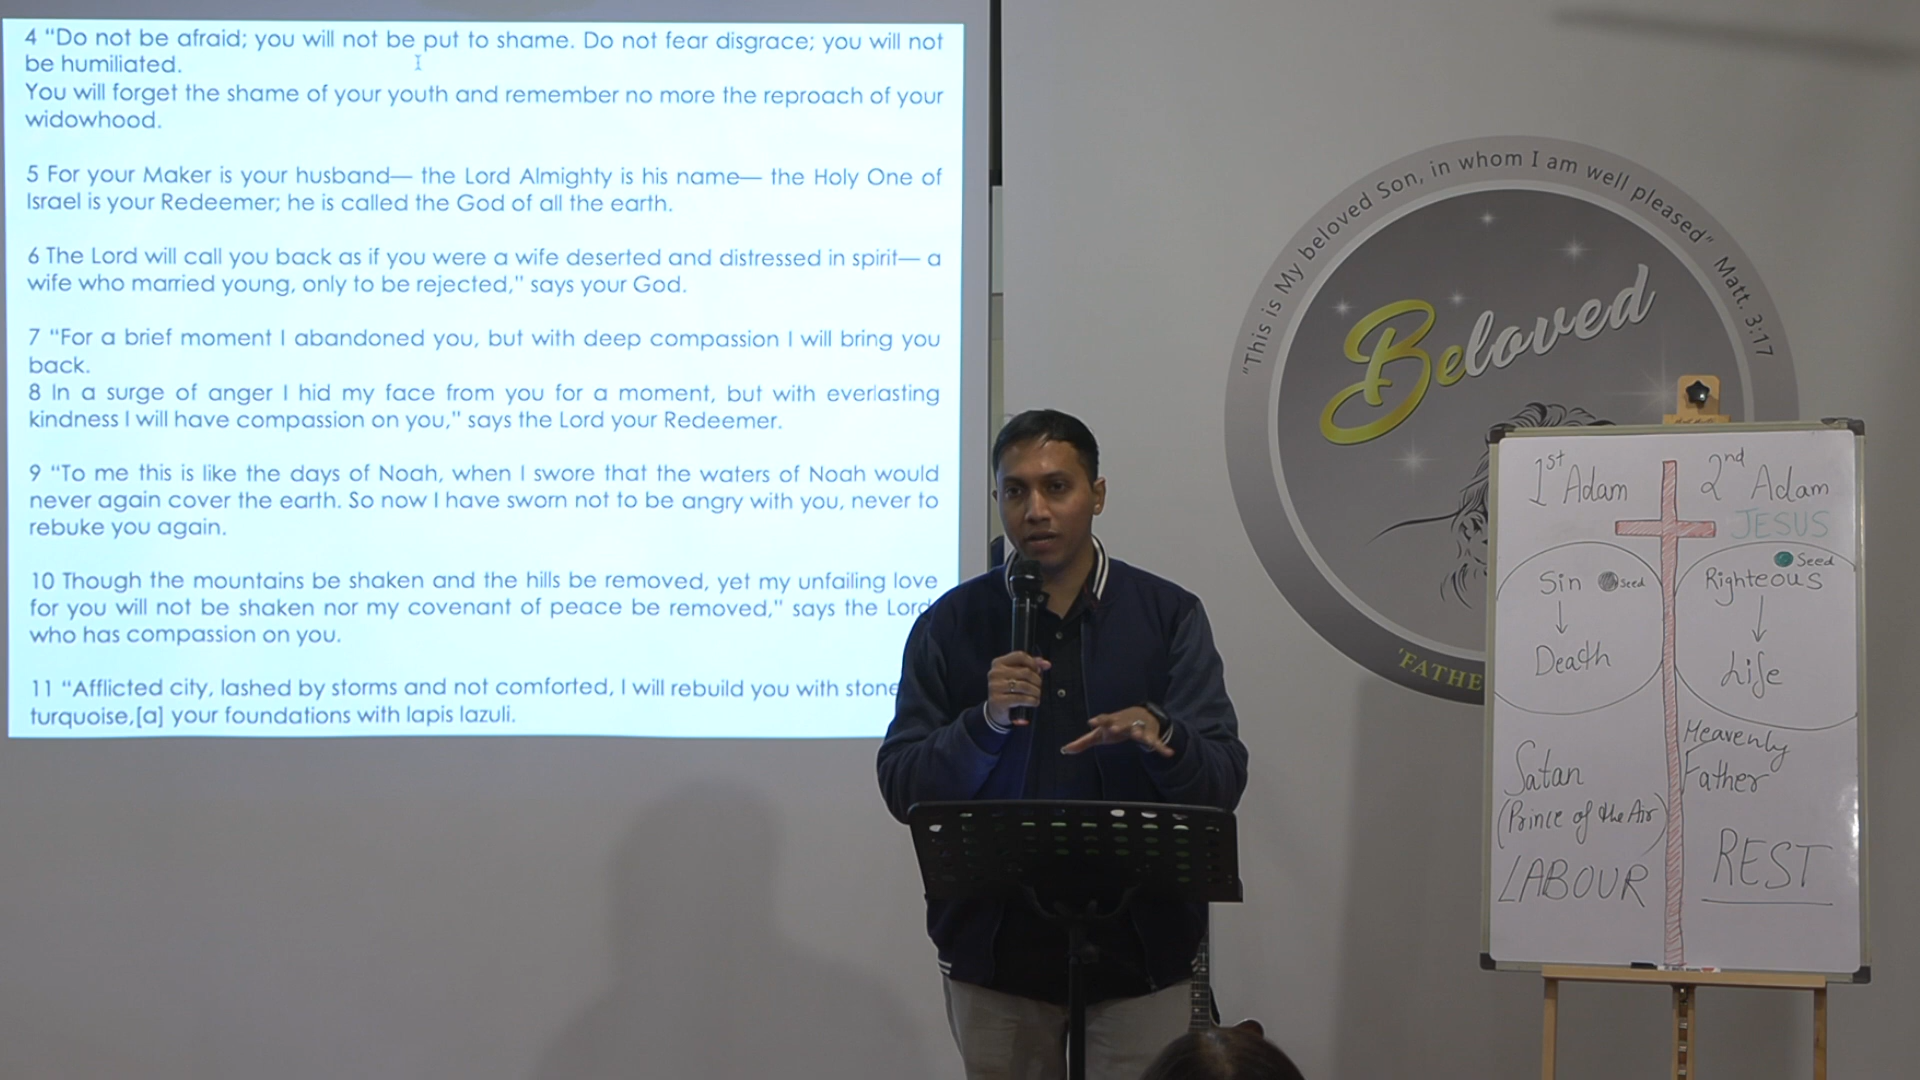 4 “Do not be afraid; you will not be put to shame. Do not fear disgrace; you will not
be humiliated.
You will forget the shame of your youth and remember no more the reproach of your
widowhood.
5 For your Maker is your husband— the Lord Almighty is his name— the Holy One of
Israel is your Redeemer; he is called the God of all the earth.
6 The Lord will call you back as if you were a wife deserted and distressed in spirit— a
wife who married young, only to be rejected,” says your God.
7 “For a brief moment I abandoned you, but with deep compassion I will bring you
back.
8 In a surge of anger I hid my face from you for a moment, but with everlasting
kindness I will have compassion on you,” says the Lord your Redeemer.
9 “To me this is like the days of Noah, when I swore that the waters of Noah would
never again cover the earth. So now I have sworn not to be angry with you, never to
rebuke you again.
10 Though the mountains be shaken and the hills be removed, yet my unfailing love
for you will not be shaken nor my covenant of peace be removed,” says the Lord
who has compassion on you.
11 “Afflicted city, lashed by storms and not comforted, I will rebuild you with stone
turquoise,[a] your foundations with lapis lazuli.
“This is My beloved Son, in whom I am well pleased” Matt. 3:17
Beloved
'FATHE
1st Adam
2nd Adam
JESUS
Sin Seed
Death
Seed
Righteous
Life
Satan
(Prince of the Air)
LABOUR
Heavenly
Father
REST